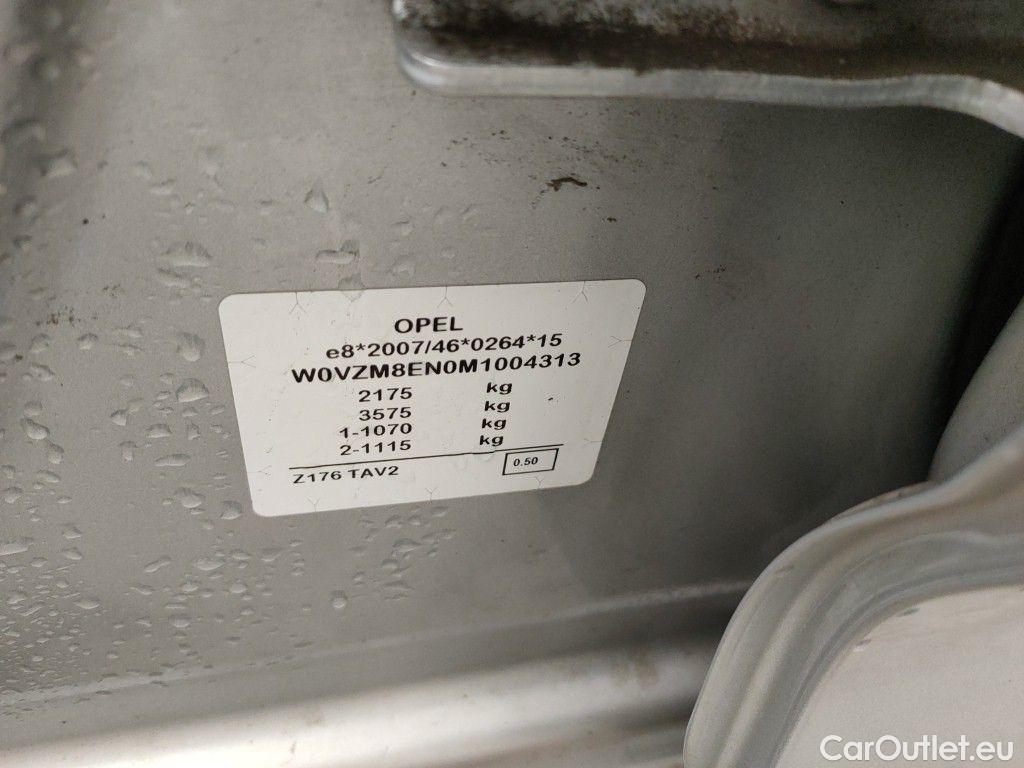 OPEL
e8*2007/46*0264*15
W0VZM8EN0M1004313
2175 kg
3575 kg
1-1070 kg
2-1115 kg
Z176 TAV2 0.50
CarOutlet.eu